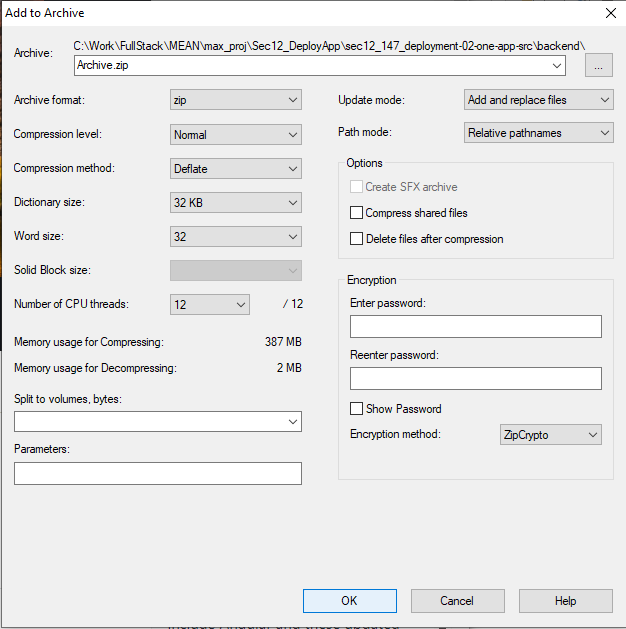 Add to Archive
Archive:
C:\Work\FullStack\MEAN\max_proj\Sec12_DeployApp\sec12_147_deployment-02-one-app-src\backend\
Archive.zip
...
Archive format: zip
Compression level: Normal
Compression method: Deflate
Dictionary size: 32 KB
Word size: 32
Solid Block size:
Number of CPU threads: 12 / 12
Memory usage for Compressing: 387 MB
Memory usage for Decompressing: 2 MB
Split to volumes, bytes:
Parameters:
Update mode: Add and replace files
Path mode: Relative pathnames
Options
Create SFX archive
Compress shared files
Delete files after compression
Encryption
Enter password:
Reenter password:
Show Password
Encryption method: ZipCrypto
OK
Cancel
Help